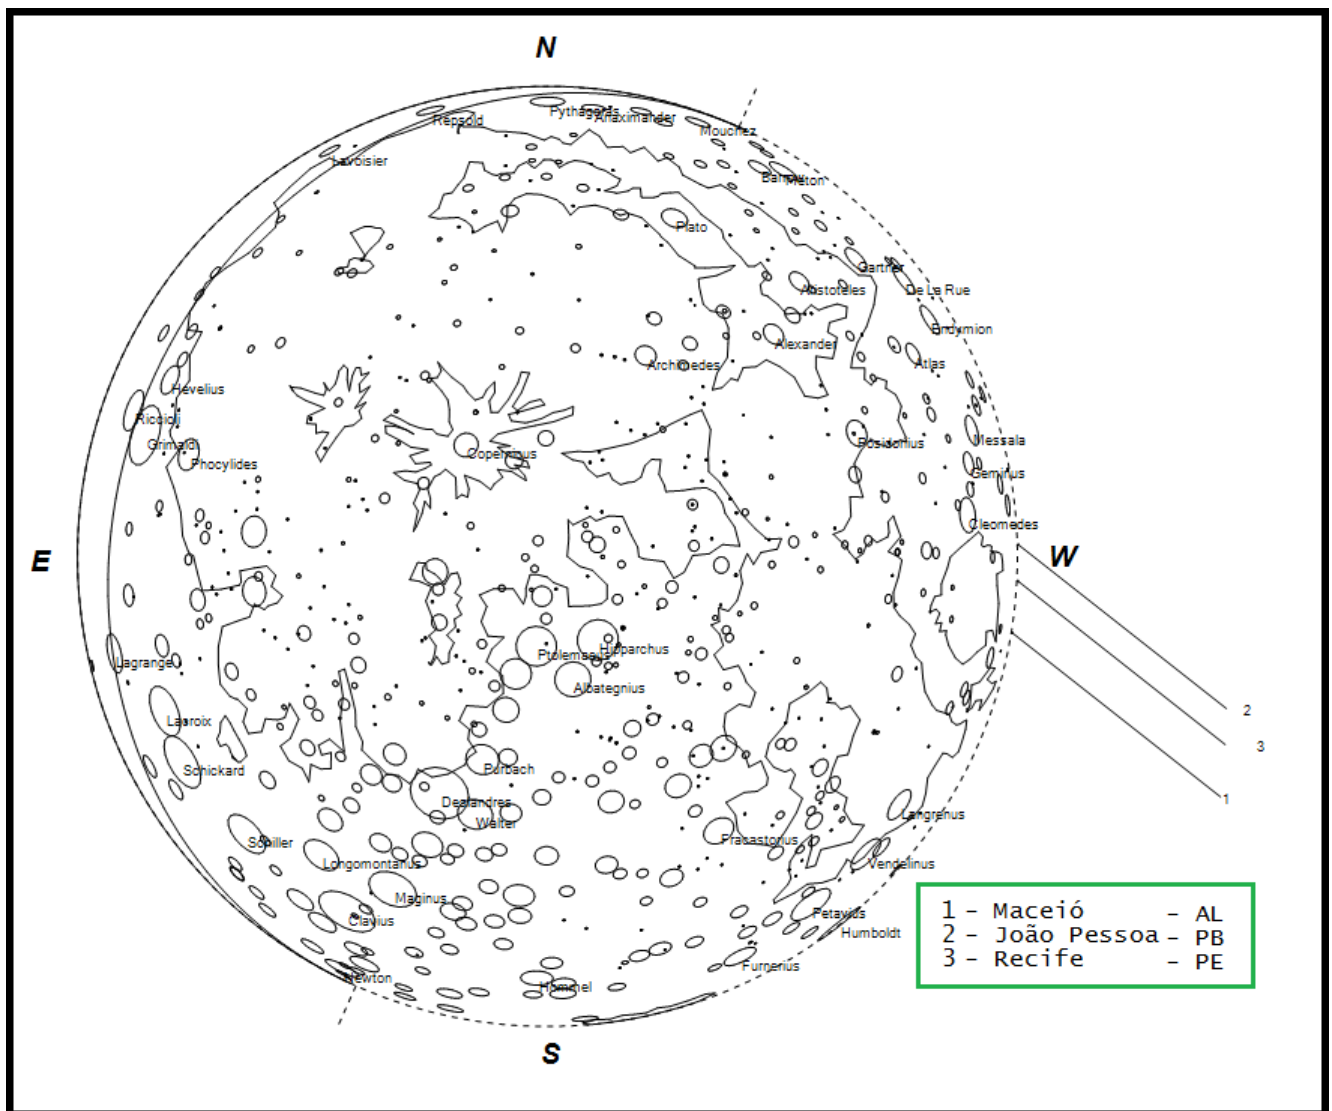 N
Pythagoras
Anaximander
Repsold
Mouchez
Lavoisier
Meton
Plato
Gartner
Aristoteles
De La Rue
Endymion
Alexander
Archimedes
Atlas
Hevelius
Riccioli
Grimaldi
Phocylides
Copernicus
Posidonius
Messala
Geminus
Cleomedes
E
W
Ptolemaeus
Hipparchus
Lagrange
Albategnius
2
Lacroix
3
Schickard
Purbach
1
Deslandres
Walter
Langrenus
Schiller
Fracastorius
Longomontanus
Vendelinus
Maginus
Clavius
Petavius
Humboldt
1 - Maceió - AL
2 - João Pessoa - PB
3 - Recife - PE
Furnerius
Newton
Hommel
S